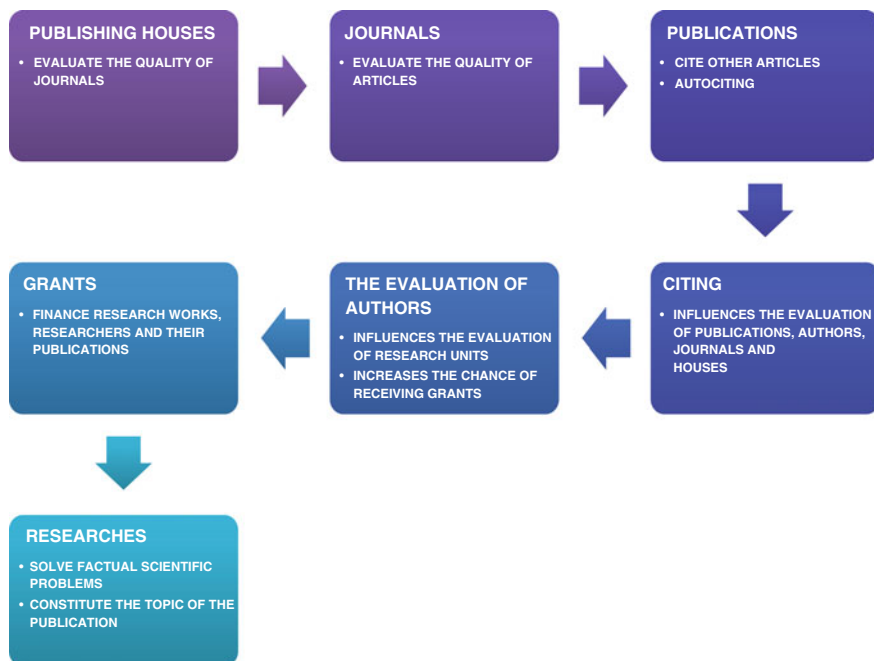 PUBLISHING HOUSES
• EVALUATE THE QUALITY OF
JOURNALS
JOURNALS
• EVALUATE THE QUALITY OF
ARTICLES
PUBLICATIONS
• CITE OTHER ARTICLES
• AUTOCITING
CITING
• INFLUENCES THE EVALUATION
OF PUBLICATIONS, AUTHORS,
JOURNALS AND
HOUSES
THE EVALUATION OF
AUTHORS
• INFLUENCES THE EVALUATION
OF RESEARCH UNITS
• INCREASES THE CHANCE OF
RECEIVING GRANTS
GRANTS
• FINANCE RESEARCH WORKS,
RESEARCHERS AND THEIR
PUBLICATIONS
RESEARCHES
• SOLVE FACTUAL SCIENTIFIC
PROBLEMS
• CONSTITUTE THE TOPIC OF THE
PUBLICATION